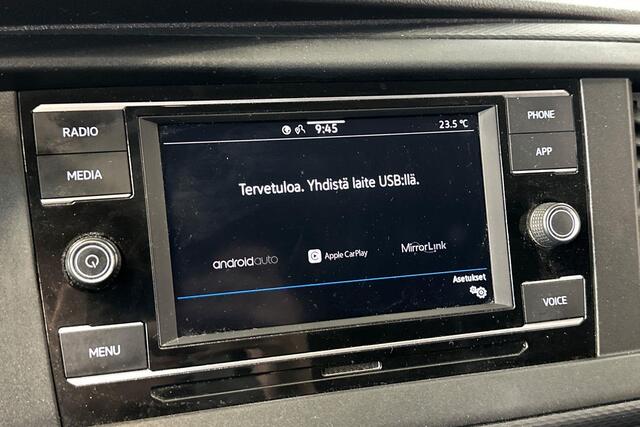 RADIO
MEDIA
MENU
9:45
23.5 °C
Tervetuloa. Yhdistä laite USB:llä.
androidauto
Apple CarPlay
MirrorLink
Asetukset
PHONE
APP
VOICE